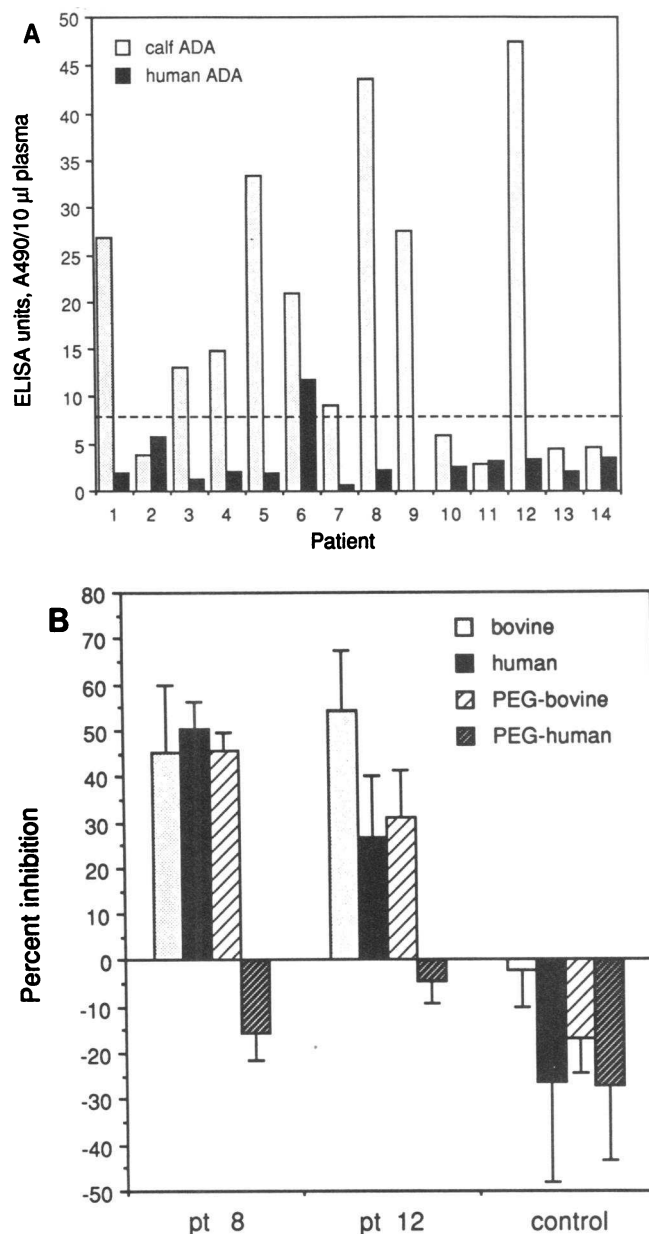 A
calf ADA
human ADA
ELISA units, A490/10 µl plasma
50
45
40
35
30
25
20
15
10
5
0
1 2 3 4 5 6 7 8 9 10 11 12 13 14
Patient
B
bovine
human
PEG-bovine
PEG-human
Percent inhibition
80
70
60
50
40
30
20
10
0
-10
-20
-30
-40
-50
pt 8 pt 12 control